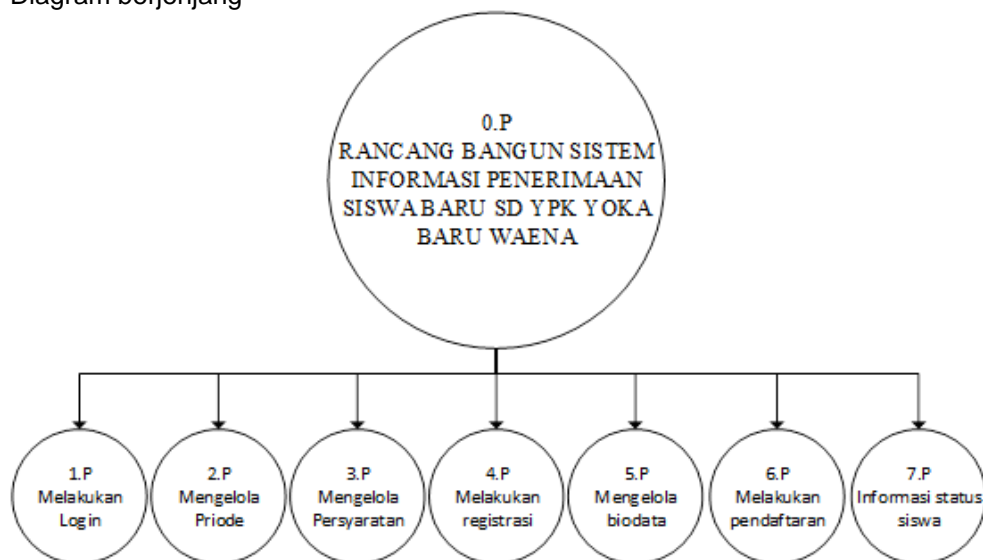 Diagram berjenjang
0.P
RANCANG BANGUN SISTEM
INFORMASI PENERIMAAN
SISWA BARU SD YPK YOKA
BARU WAENA
1.P
Melakukan
Login
2.P
Mengelola
Priode
3.P
Mengelola
Persyaratan
4.P
Melakukan
registrasi
5.P
Mengelola
biodata
6.P
Melakukan
pendaftaran
7.P
Informasi status
siswa